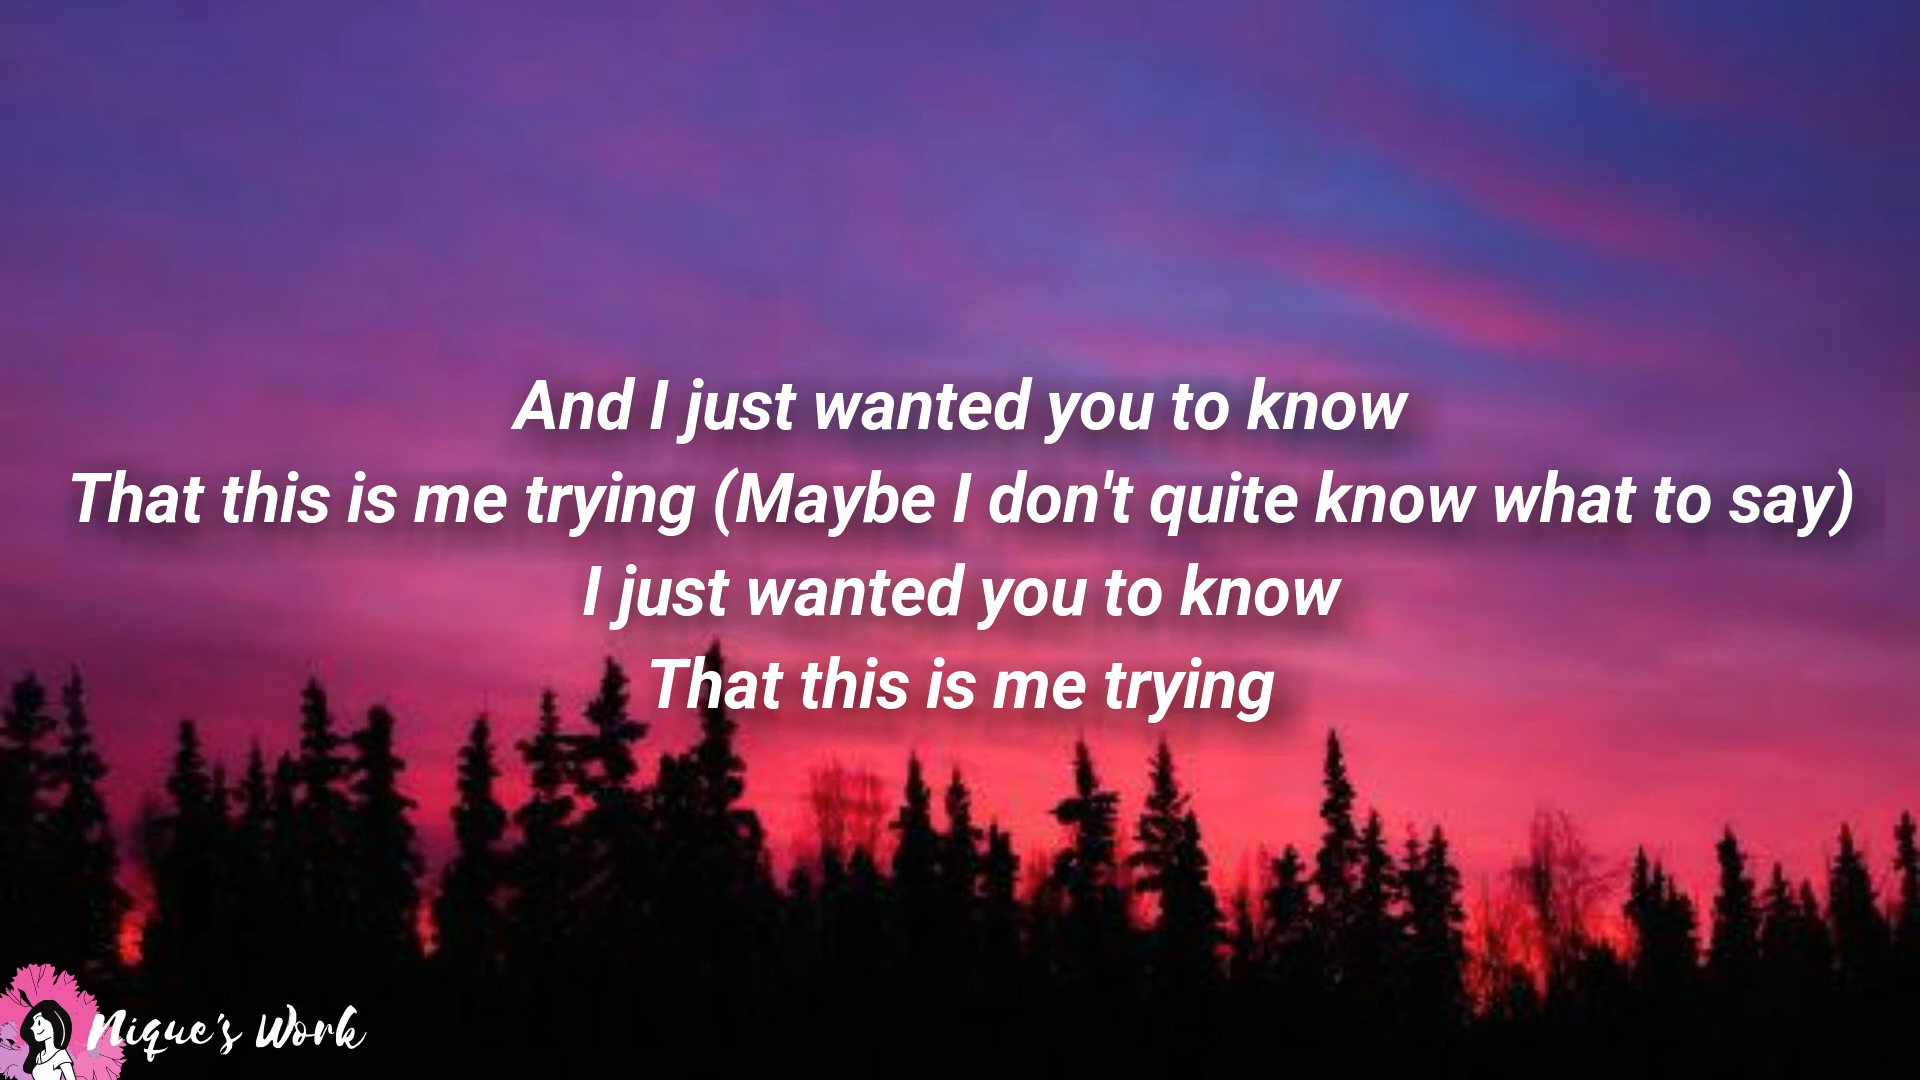 And I just wanted you to know
That this is me trying (Maybe I don't quite know what to say)
I just wanted you to know
That this is me trying
Nique's Work